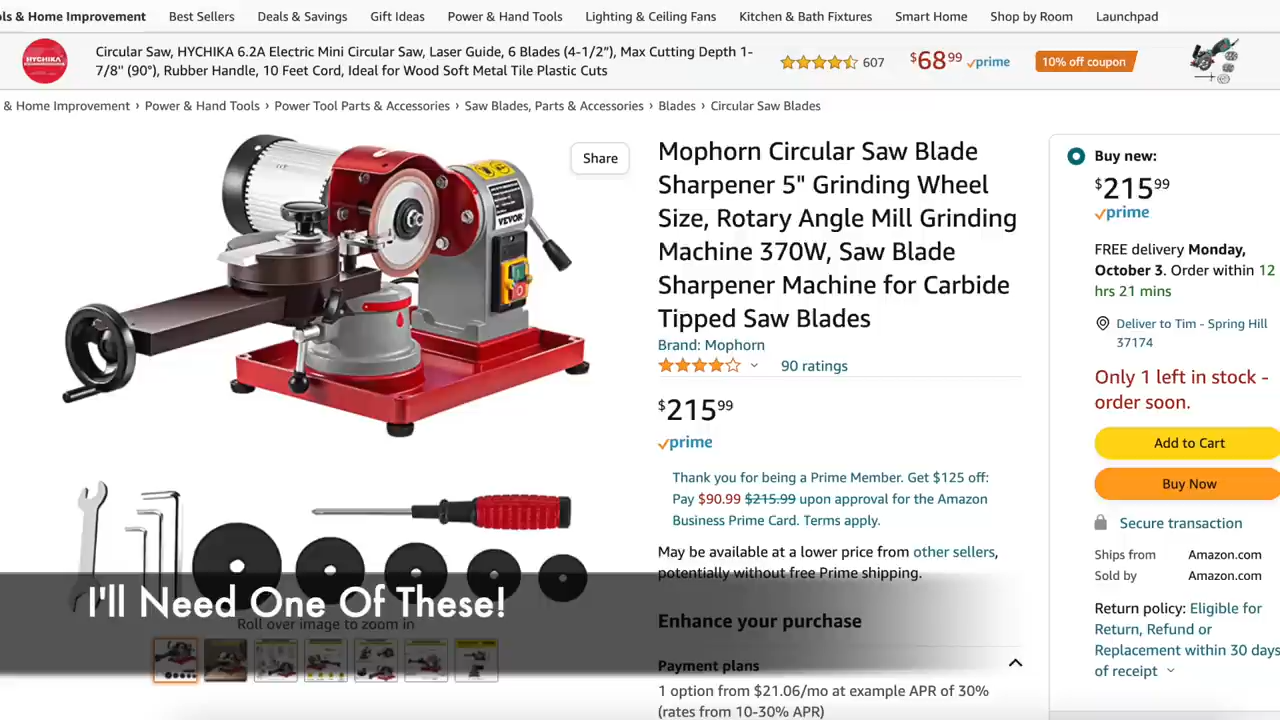 ols & Home Improvement Best Sellers Deals & Savings Gift Ideas Power & Hand Tools Lighting & Ceiling Fans Kitchen & Bath Fixtures Smart Home Shop by Room Launchpad
HYCHIKA
Circular Saw, HYCHIKA 6.2A Electric Mini Circular Saw, Laser Guide, 6 Blades (4-1/2”), Max Cutting Depth 1-
7/8'' (90°), Rubber Handle, 10 Feet Cord, Ideal for Wood Soft Metal Tile Plastic Cuts
607 $68.99 prime 10% off coupon
& Home Improvement › Power & Hand Tools › Power Tool Parts & Accessories › Saw Blades, Parts & Accessories › Blades › Circular Saw Blades
Share
VEVOR
Mophorn Circular Saw Blade
Sharpener 5" Grinding Wheel
Size, Rotary Angle Mill Grinding
Machine 370W, Saw Blade
Sharpener Machine for Carbide
Tipped Saw Blades
Brand: Mophorn
90 ratings
$215.99
prime
Thank you for being a Prime Member. Get $125 off:
Pay $90.99 $215.99 upon approval for the Amazon
Business Prime Card. Terms apply.
May be available at a lower price from other sellers,
potentially without free Prime shipping.
Enhance your purchase
Payment plans
1 option from $21.06/mo at example APR of 30%
(rates from 10-30% APR)
I'll Need One Of These!
Roll over image to zoom in
Buy new:
$215.99
prime
FREE delivery Monday,
October 3. Order within 12
hrs 21 mins
Deliver to Tim - Spring Hill
37174
Only 1 left in stock -
order soon.
Add to Cart
Buy Now
Secure transaction
Ships from Amazon.com
Sold by Amazon.com
Return policy: Eligible for
Return, Refund or
Replacement within 30 days
of receipt